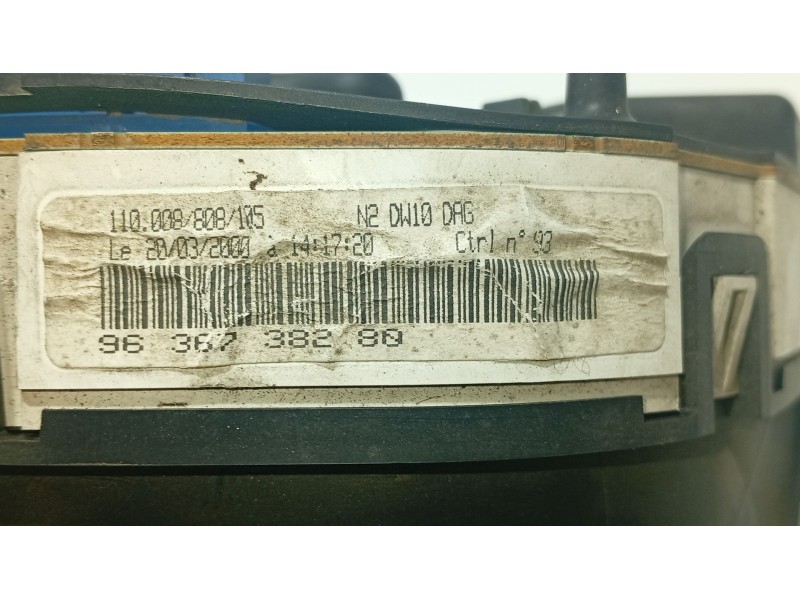 110.008/808/105 N2 DW10 DAG
Le 20/03/2000 à 14:17:20 Ctrl n° 93
96 367 382 80